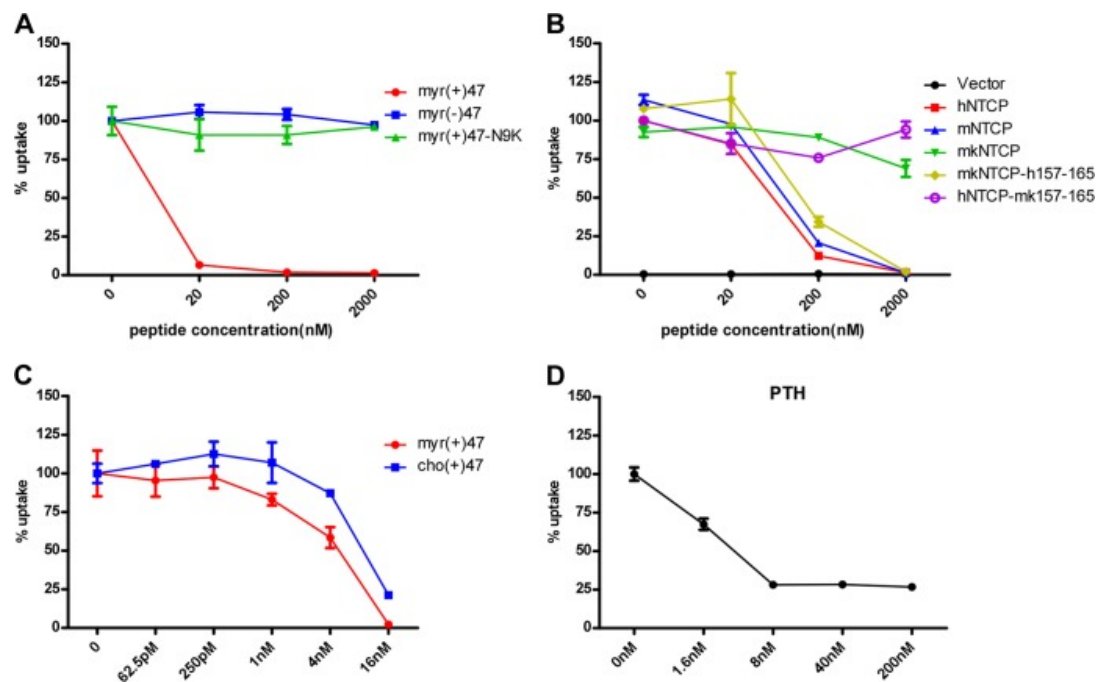 A
150
125
100
75
50
25
0
% uptake
0
20
200
2000
peptide concentration(nM)
myr(+)47
myr(-)47
myr(+)47-N9K
B
150
125
100
75
50
25
0
% uptake
0
20
200
2000
peptide concentration(nM)
Vector
hNTCP
mNTCP
mkNTCP
mkNTCP-h157-165
hNTCP-mk157-165
C
150
125
100
75
50
25
0
% uptake
0
62.5pM
250pM
1nM
4nM
16nM
myr(+)47
cho(+)47
D
PTH
150
125
100
75
50
25
0
% uptake
0nM
1.6nM
8nM
40nM
200nM